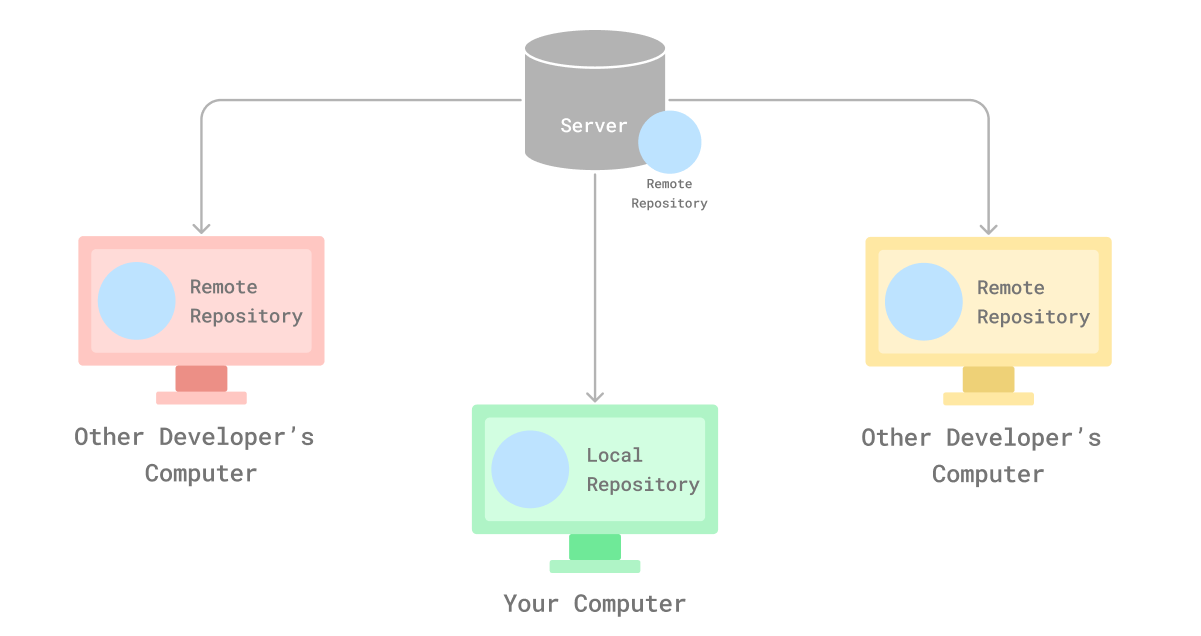 Server
Remote
Repository
Remote
Repository
Other Developer’s
Computer
Remote
Repository
Other Developer’s
Computer
Local
Repository
Your Computer